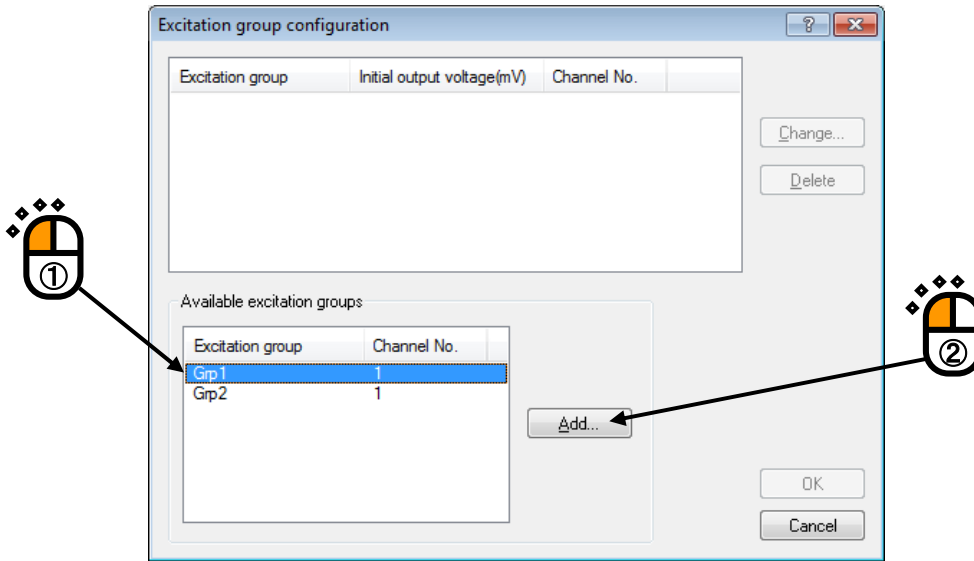 Excitation group configuration
?
Excitation group Initial output voltage(mV) Channel No.
Change...
Delete
①
Available excitation groups
②
Excitation group Channel No.
Grp1 1
Grp2 1
Add...
OK
Cancel